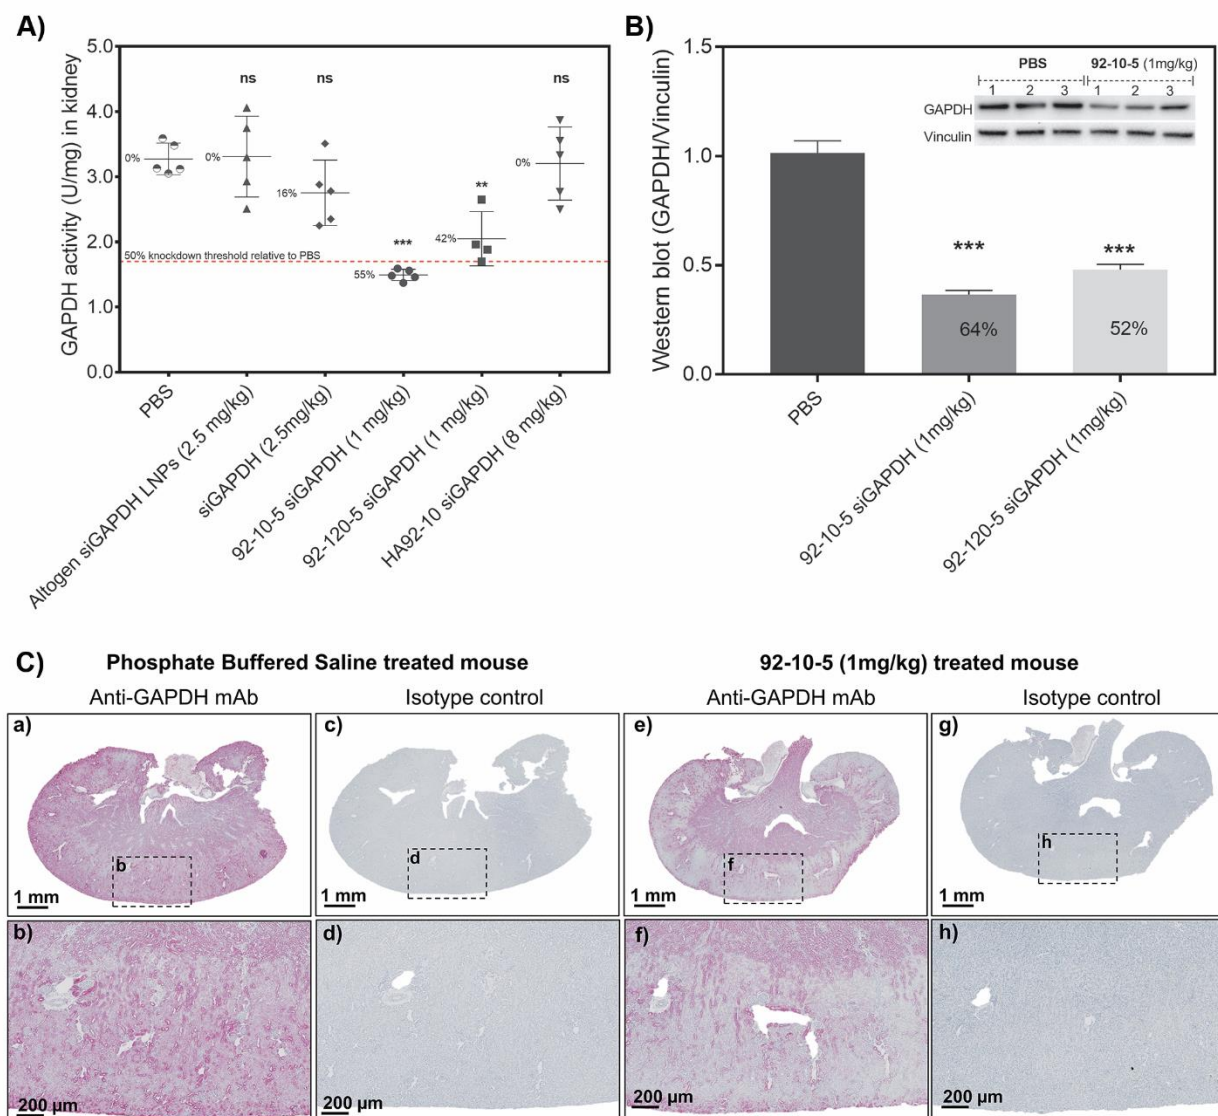 A)
GAPDH activity (U/mg) in kidney
5.0
4.0
3.0
2.0
1.0
0.0
ns
ns
***
**
ns
0%
0%
16%
55%
42%
0%
50% knockdown threshold relative to PBS
PBS
Altogen siGAPDH LNPs (2.5 mg/kg)
siGAPDH (2.5mg/kg)
92-10-5 siGAPDH (1 mg/kg)
92-120-5 siGAPDH (1 mg/kg)
HA92-10 siGAPDH (8 mg/kg)
B)
Western blot (GAPDH/Vinculin)
1.5
1.0
0.5
0.0
PBS 92-10-5 (1mg/kg)
1 2 3 1 2 3
GAPDH
Vinculin
***
***
64%
52%
PBS
92-10-5 siGAPDH (1mg/kg)
92-120-5 siGAPDH (1mg/kg)
C) Phosphate Buffered Saline treated mouse
92-10-5 (1mg/kg) treated mouse
Anti-GAPDH mAb
Isotype control
Anti-GAPDH mAb
Isotype control
a)
b
1 mm
c)
d
1 mm
e)
f
1 mm
g)
h
1 mm
b)
200 µm
d)
200 µm
f)
200 µm
h)
200 µm